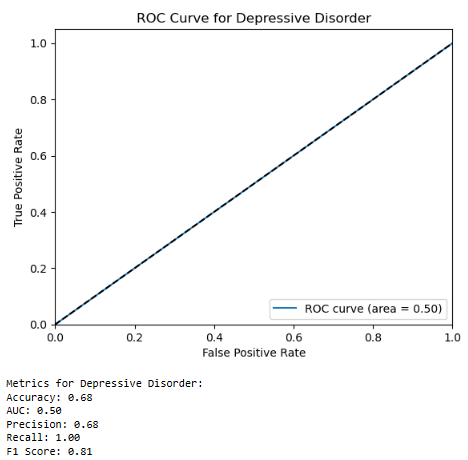 ROC Curve for Depressive Disorder
1.0
0.8
0.6
0.4
0.2
0.0
True Positive Rate
ROC curve (area = 0.50)
0.0 0.2 0.4 0.6 0.8 1.0
False Positive Rate
Metrics for Depressive Disorder:
Accuracy: 0.68
AUC: 0.50
Precision: 0.68
Recall: 1.00
F1 Score: 0.81